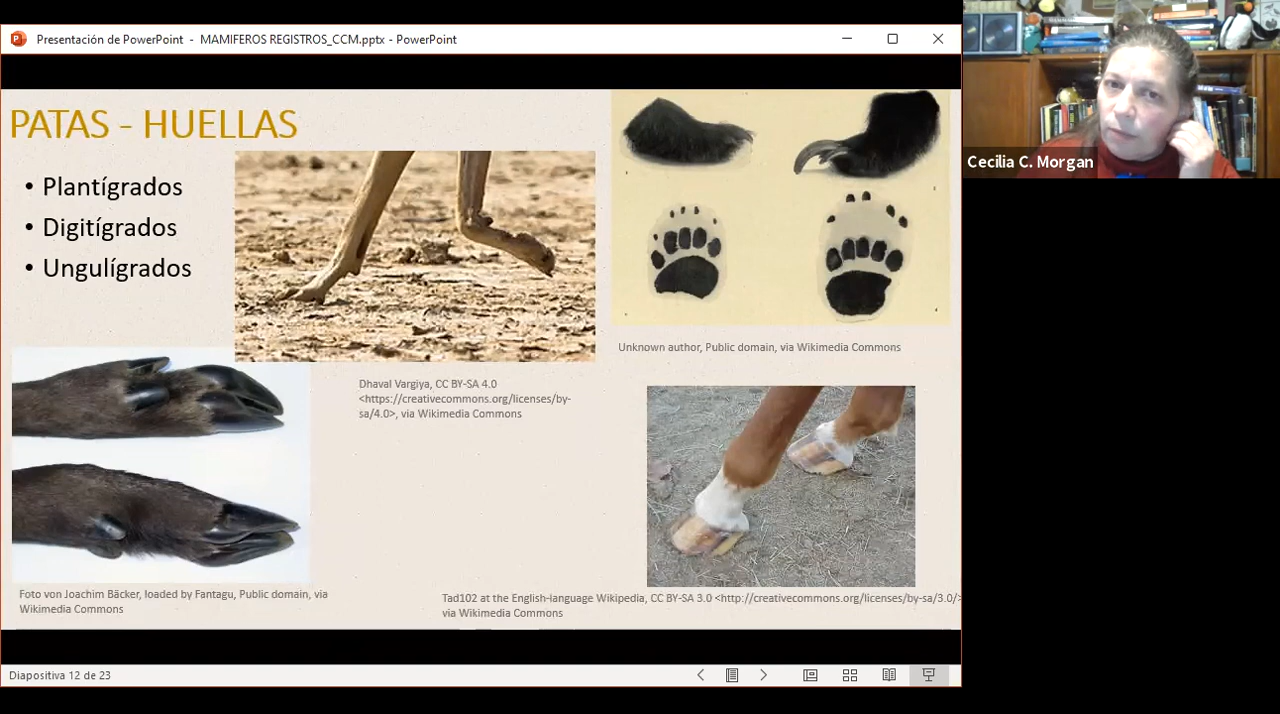 Presentación de PowerPoint - MAMIFEROS REGISTROS_CCM.pptx - PowerPoint
PATAS - HUELLAS
• Plantígrados
• Digitígrados
• Ungulígrados
Unknown author, Public domain, via Wikimedia Commons
Dhaval Vargiya, CC BY-SA 4.0
<https://creativecommons.org/licenses/by-
sa/4.0>, via Wikimedia Commons
Foto von Joachim Bäcker, loaded by Fantagu, Public domain, via
Wikimedia Commons
Tad102 at the English-language Wikipedia, CC BY-SA 3.0 <http://creativecommons.org/licenses/by-sa/3.0/>
via Wikimedia Commons
Diapositiva 12 de 23
Cecilia C. Morgan